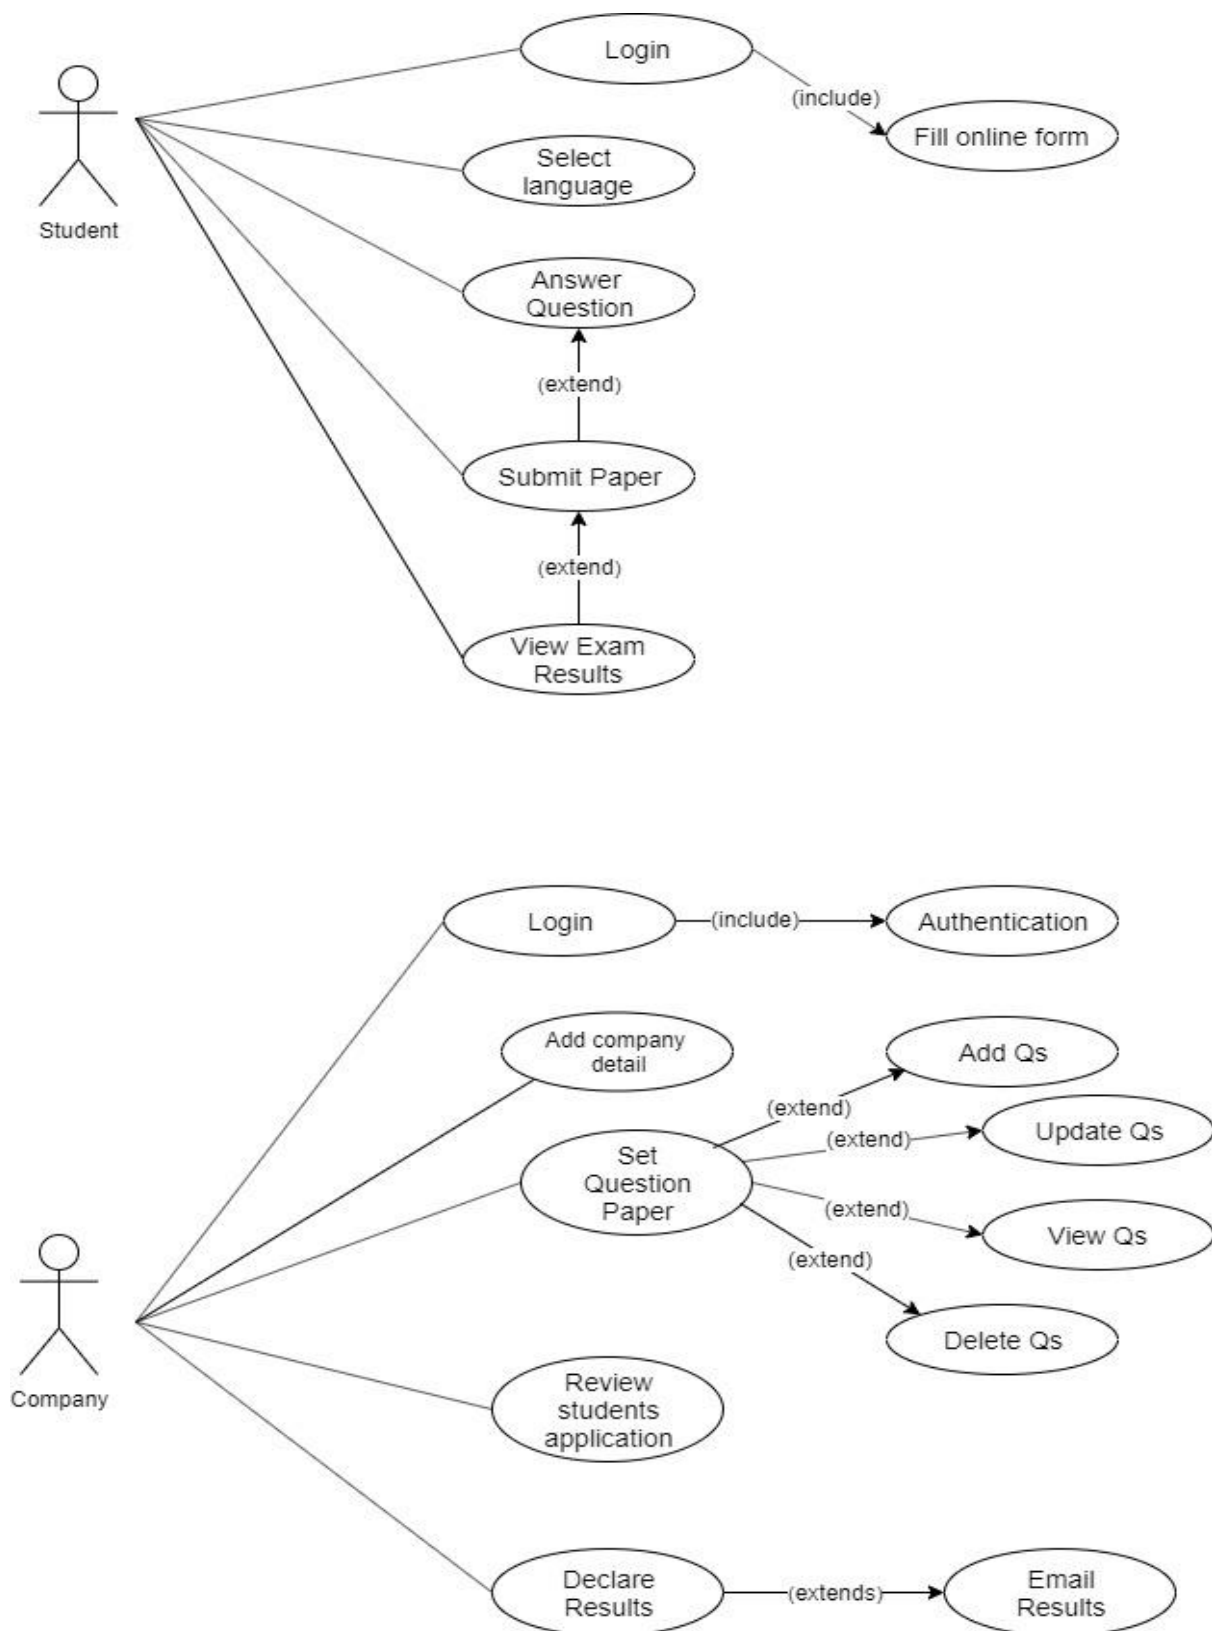 Login
(include)
Fill online form
Select
language
Student
Answer
Question
(extend)
Submit Paper
(extend)
View Exam
Results
Login
(include)
Authentication
Add company
detail
Add Qs
(extend)
Update Qs
(extend)
Set
Question
Paper
View Qs
(extend)
(extend)
Delete Qs
Company
Review
students
application
Declare
Results
(extends)
Email
Results